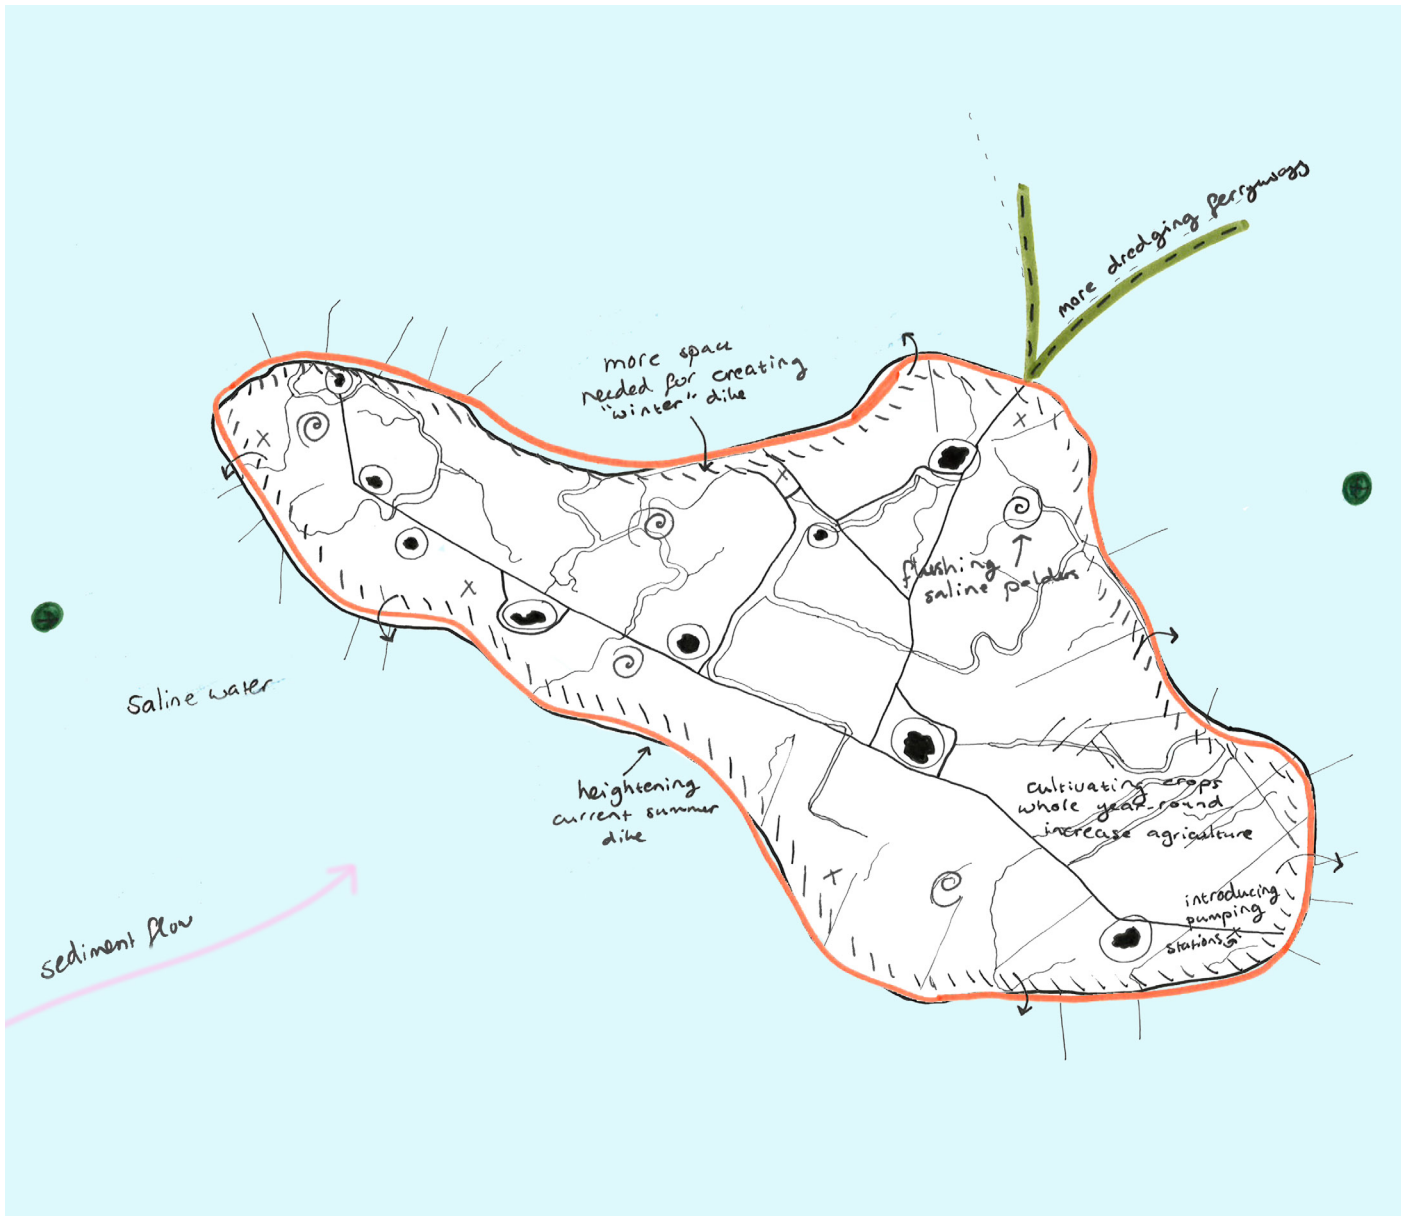 more dredging ferryways
more space
needed for creating
"winter" dike
flushing
saline polders
Saline water
heightening
current summer
dike
cultivating crops
whole year-round
increase agriculture
introducing
pumping
stations
sediment flow